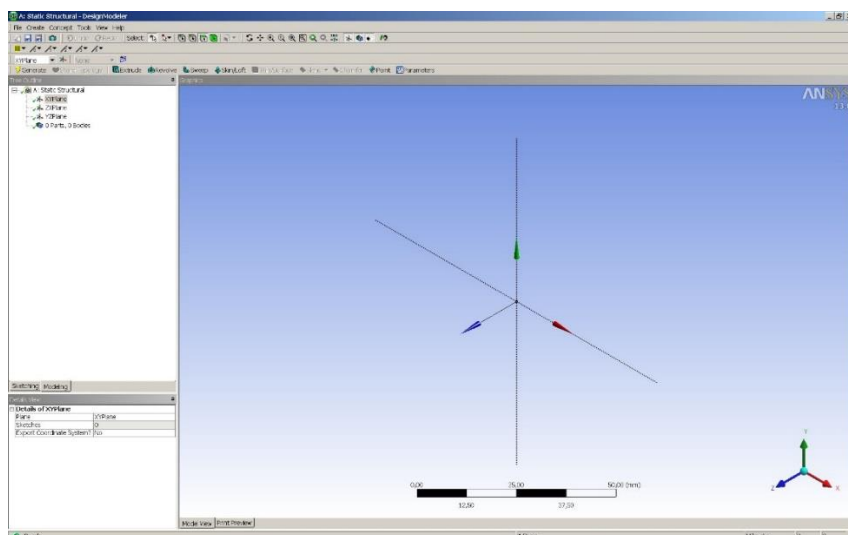 A: Static Structural - DesignModeler
File Create Concept Tools View Help
Select:
XYPlane None
Generate Extrude Revolve Sweep Skin/Loft Point Parameters
Tree Outline
Graphics
A: Static Structural
XYPlane
ZXPlane
YZPlane
0 Parts, 0 Bodies
ANSYS
Sketching Modeling
Details View
Details of XYPlane
Plane XYPlane
Sketches 0
Export Coordinate System? No
0,00 25,00 50,00 (mm)
12,50 37,50
Y
Z X
Model View Print Preview